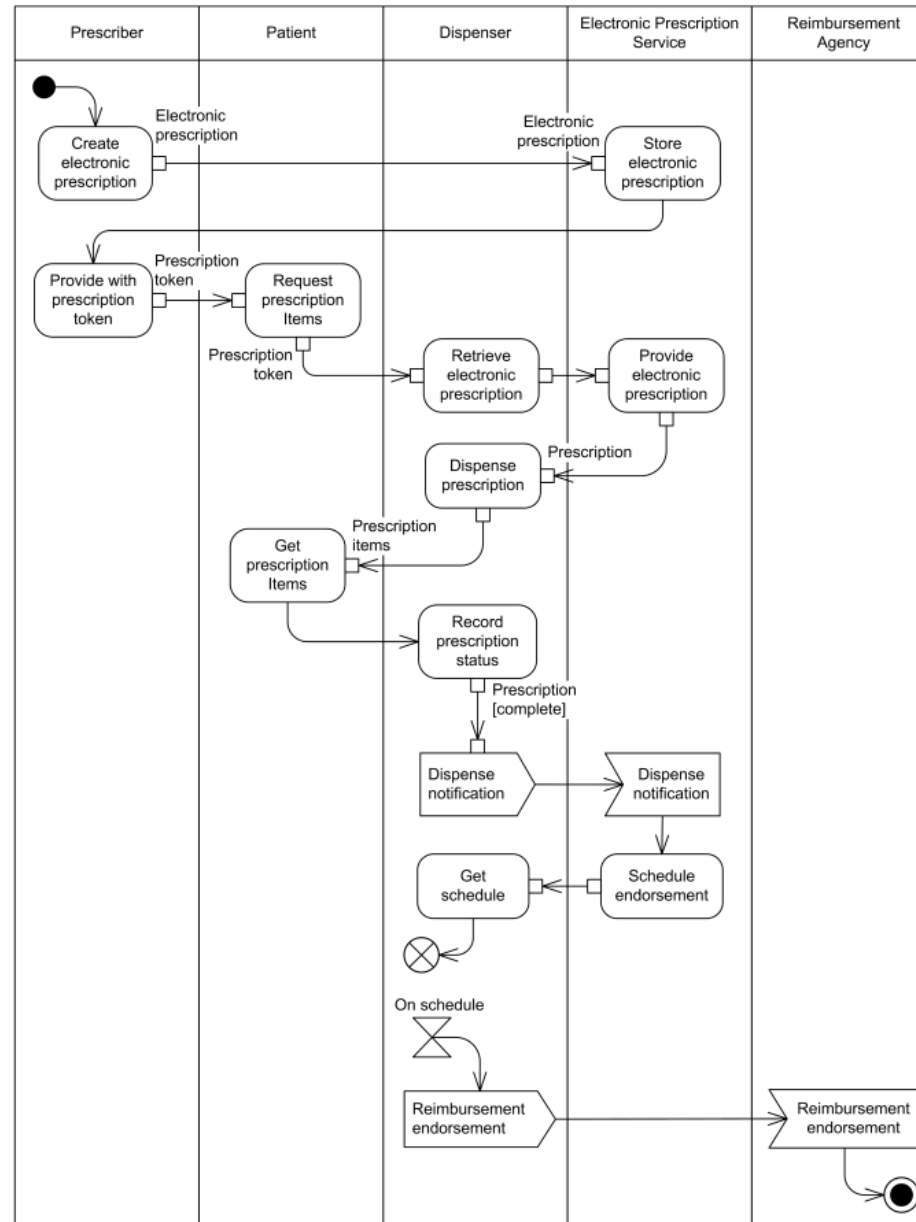 Prescriber
Patient
Dispenser
Electronic Prescription
Service
Reimbursement
Agency
Create
electronic
prescription
Electronic
prescription
Electronic
prescription
Store
electronic
prescription
Provide with
prescription
token
Prescription
token
Request
prescription
Items
Prescription
token
Retrieve
electronic
prescription
Provide
electronic
prescription
Prescription
Dispense
prescription
Prescription
items
Get
prescription
Items
Record
prescription
status
Prescription
[complete]
Dispense
notification
Dispense
notification
Get
schedule
Schedule
endorsement
On schedule
Reimbursement
endorsement
Reimbursement
endorsement